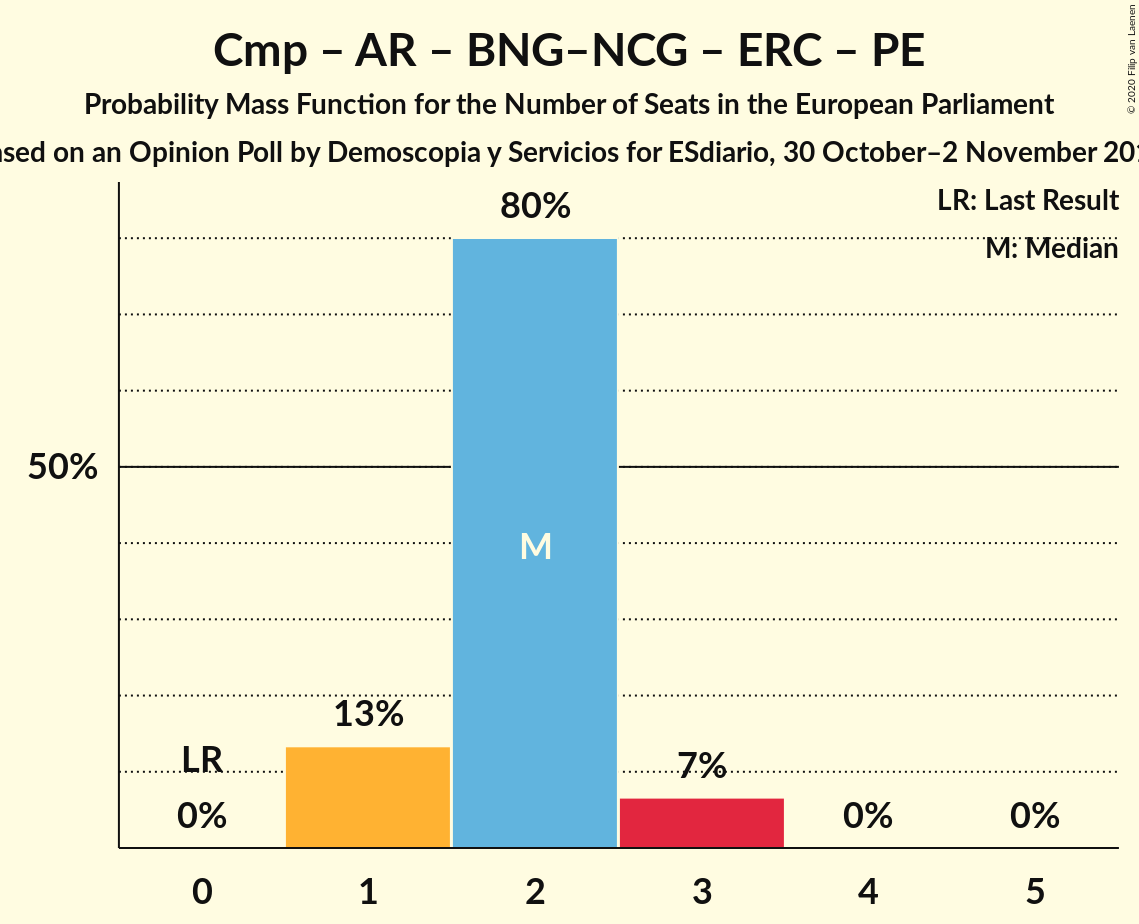 Cmp – AR – BNG–NCG – ERC – PE
Probability Mass Function for the Number of Seats in the European Parliament
on an Opinion Poll by Demoscopia y Servicios for ESdiario, 30 October–2 November
© 2020 Filip van Laenen
LR: Last Result
M: Median
80%
50%
M
13%
LR
7%
0%
0%
0%
0
1
2
3
4
5